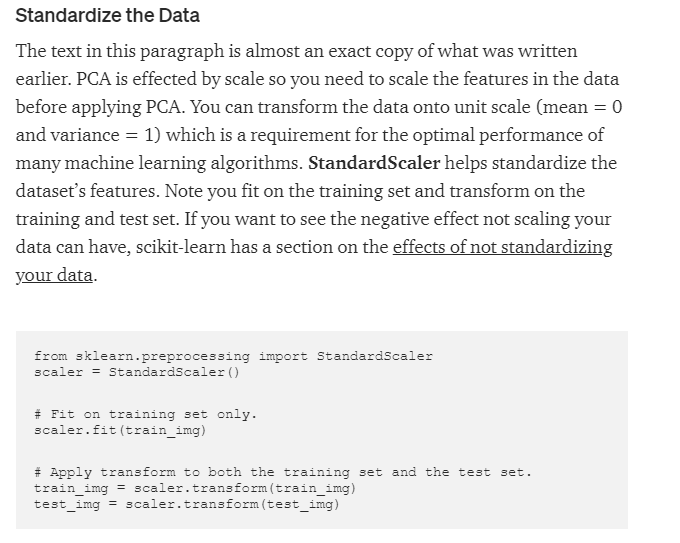 Standardize the Data
The text in this paragraph is almost an exact copy of what was written
earlier. PCA is effected by scale so you need to scale the features in the data
before applying PCA. You can transform the data onto unit scale (mean = 0
and variance = 1) which is a requirement for the optimal performance of
many machine learning algorithms. StandardScaler helps standardize the
dataset’s features. Note you fit on the training set and transform on the
training and test set. If you want to see the negative effect not scaling your
data can have, scikit-learn has a section on the effects of not standardizing
your data.
from sklearn.preprocessing import StandardScaler
scaler = StandardScaler()
# Fit on training set only.
scaler.fit(train_img)
# Apply transform to both the training set and the test set.
train_img = scaler.transform(train_img)
test_img = scaler.transform(test_img)